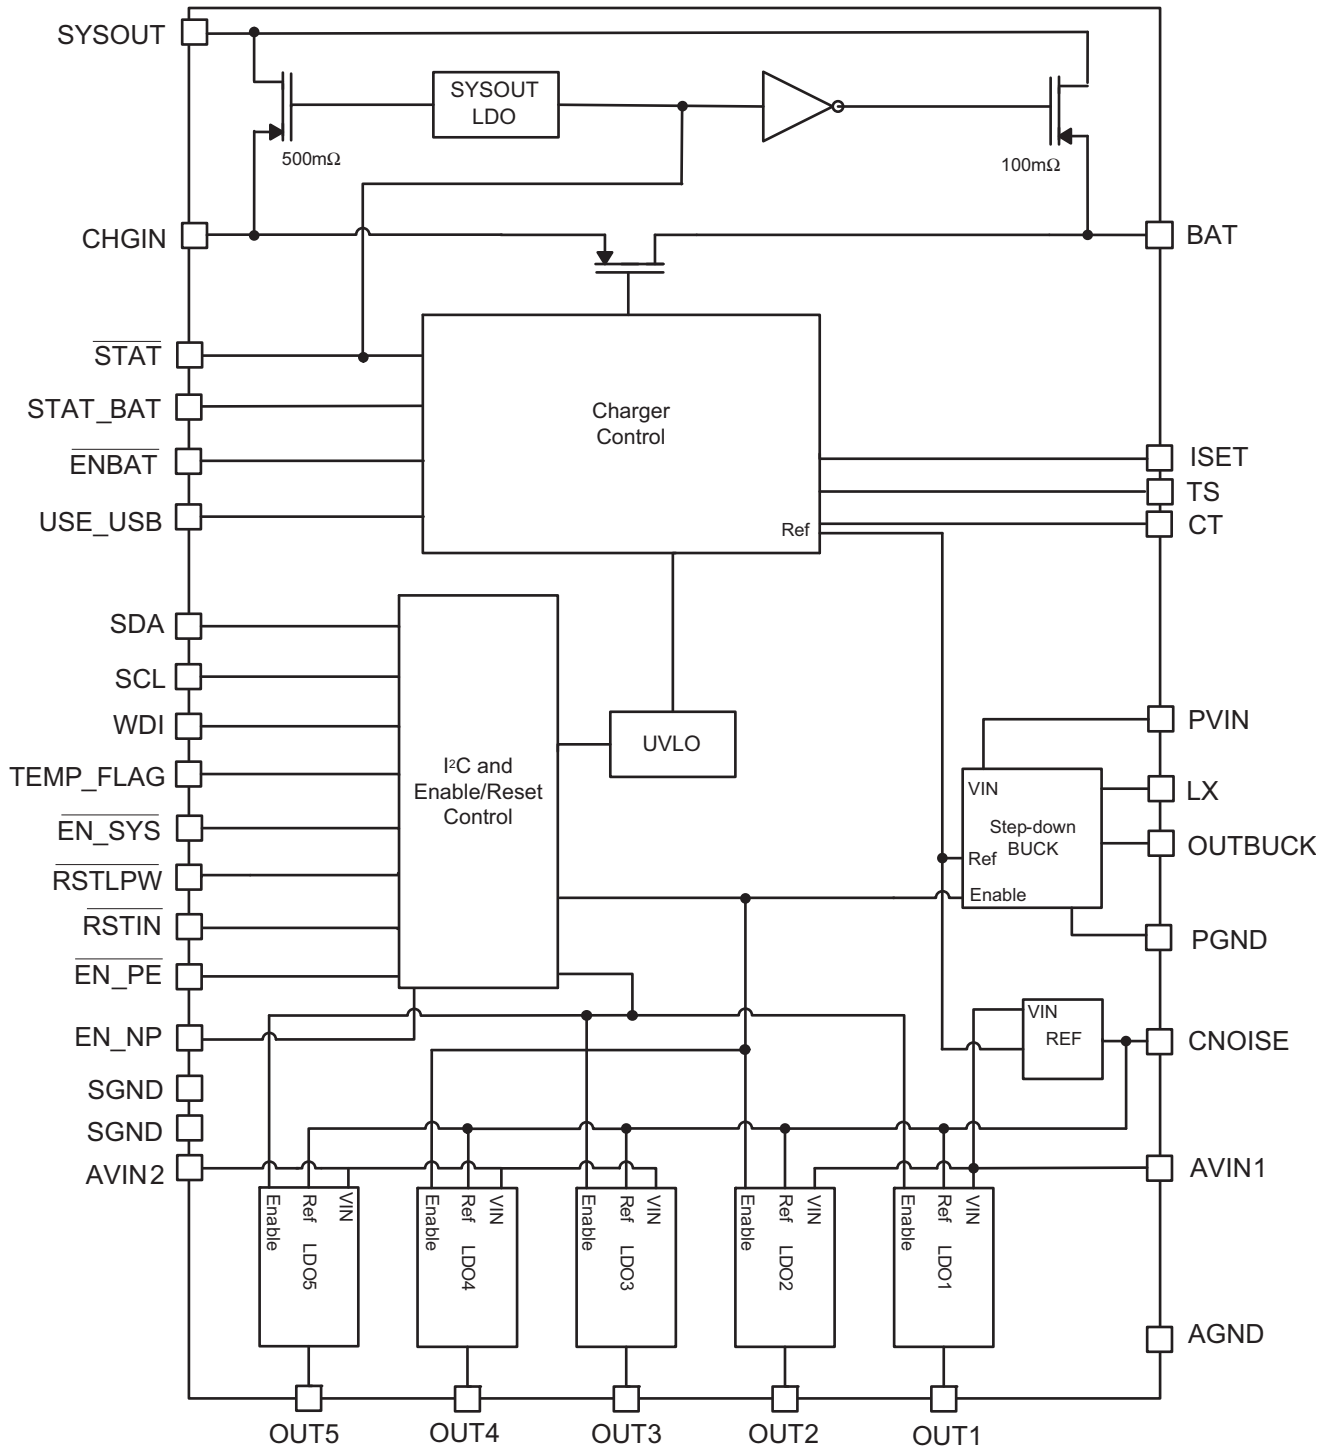 SYSOUT
SYSOUT
LDO
500mΩ
100mΩ
CHGIN
BAT
STAT
STAT_BAT
ENBAT
USE_USB
Charger
Control
Ref
ISET
TS
CT
SDA
SCL
WDI
TEMP_FLAG
EN_SYS
RSTLPW
RSTIN
EN_PE
EN_NP
SGND
SGND
AVIN2
I²C and
Enable/Reset
Control
UVLO
VIN
Step-down
BUCK
Ref
Enable
PVIN
LX
OUTBUCK
PGND
VIN
REF
CNOISE
AVIN1
AGND
Enable
Ref
VIN
LDO5
Enable
Ref
VIN
LDO4
Enable
Ref
VIN
LDO3
Enable
Ref
VIN
LDO2
Enable
Ref
VIN
LDO1
OUT5
OUT4
OUT3
OUT2
OUT1